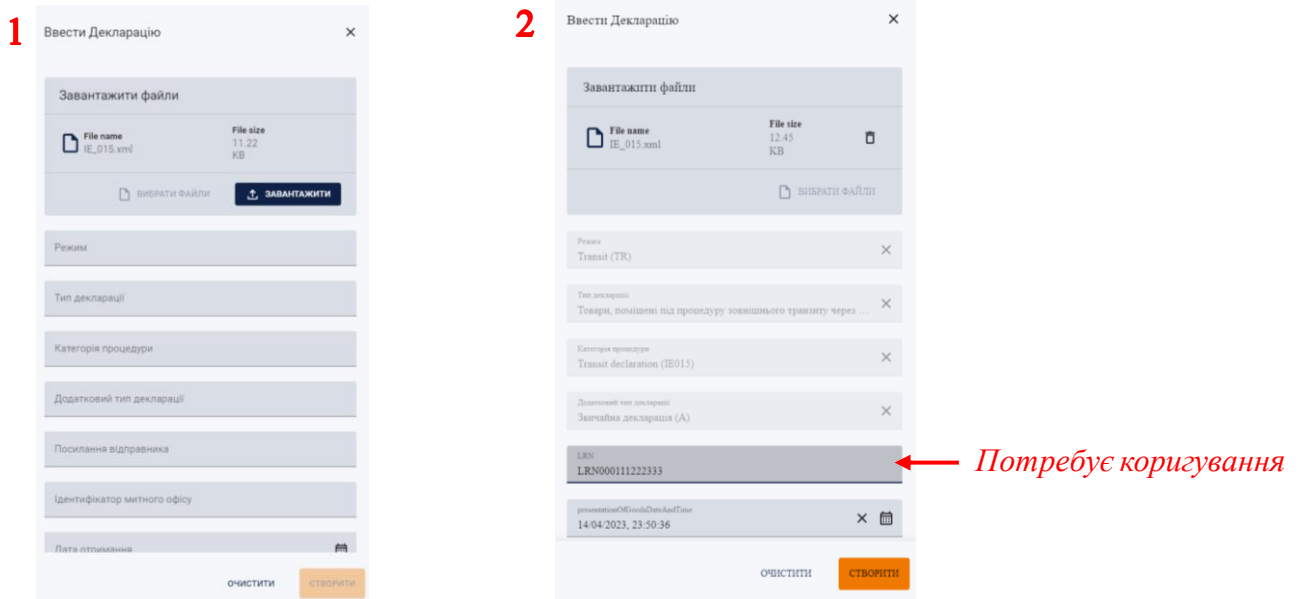 1
Ввести Декларацію
Завантажити файли
File name
IE_015.xml
File size
11.22
KB
ВИБРАТИ ФАЙЛИ
ЗАВАНТАЖИТИ
Режим
Тип декларації
Категорія процедури
Додатковий тип декларації
Посилання відправника
Ідентифікатор митного офісу
Дата отримання
ОЧИСТИТИ
СТВОРИТИ
2
Ввести Декларацію
Завантажити файли
File name
IE_015.xml
File size
12.45
KB
ВИБРАТИ ФАЙЛИ
Режим
Transit (TR)
Тип декларації
Товари, поміщені під процедуру зовнішнього транзиту через ...
Категорія процедури
Transit declaration (IE015)
Додатковий тип декларації
Звичайна декларація (A)
LRN
LRN000111222333
presentationOfGoodsDateAndTime
14/04/2023, 23:50:36
ОЧИСТИТИ
СТВОРИТИ
Потребує коригування